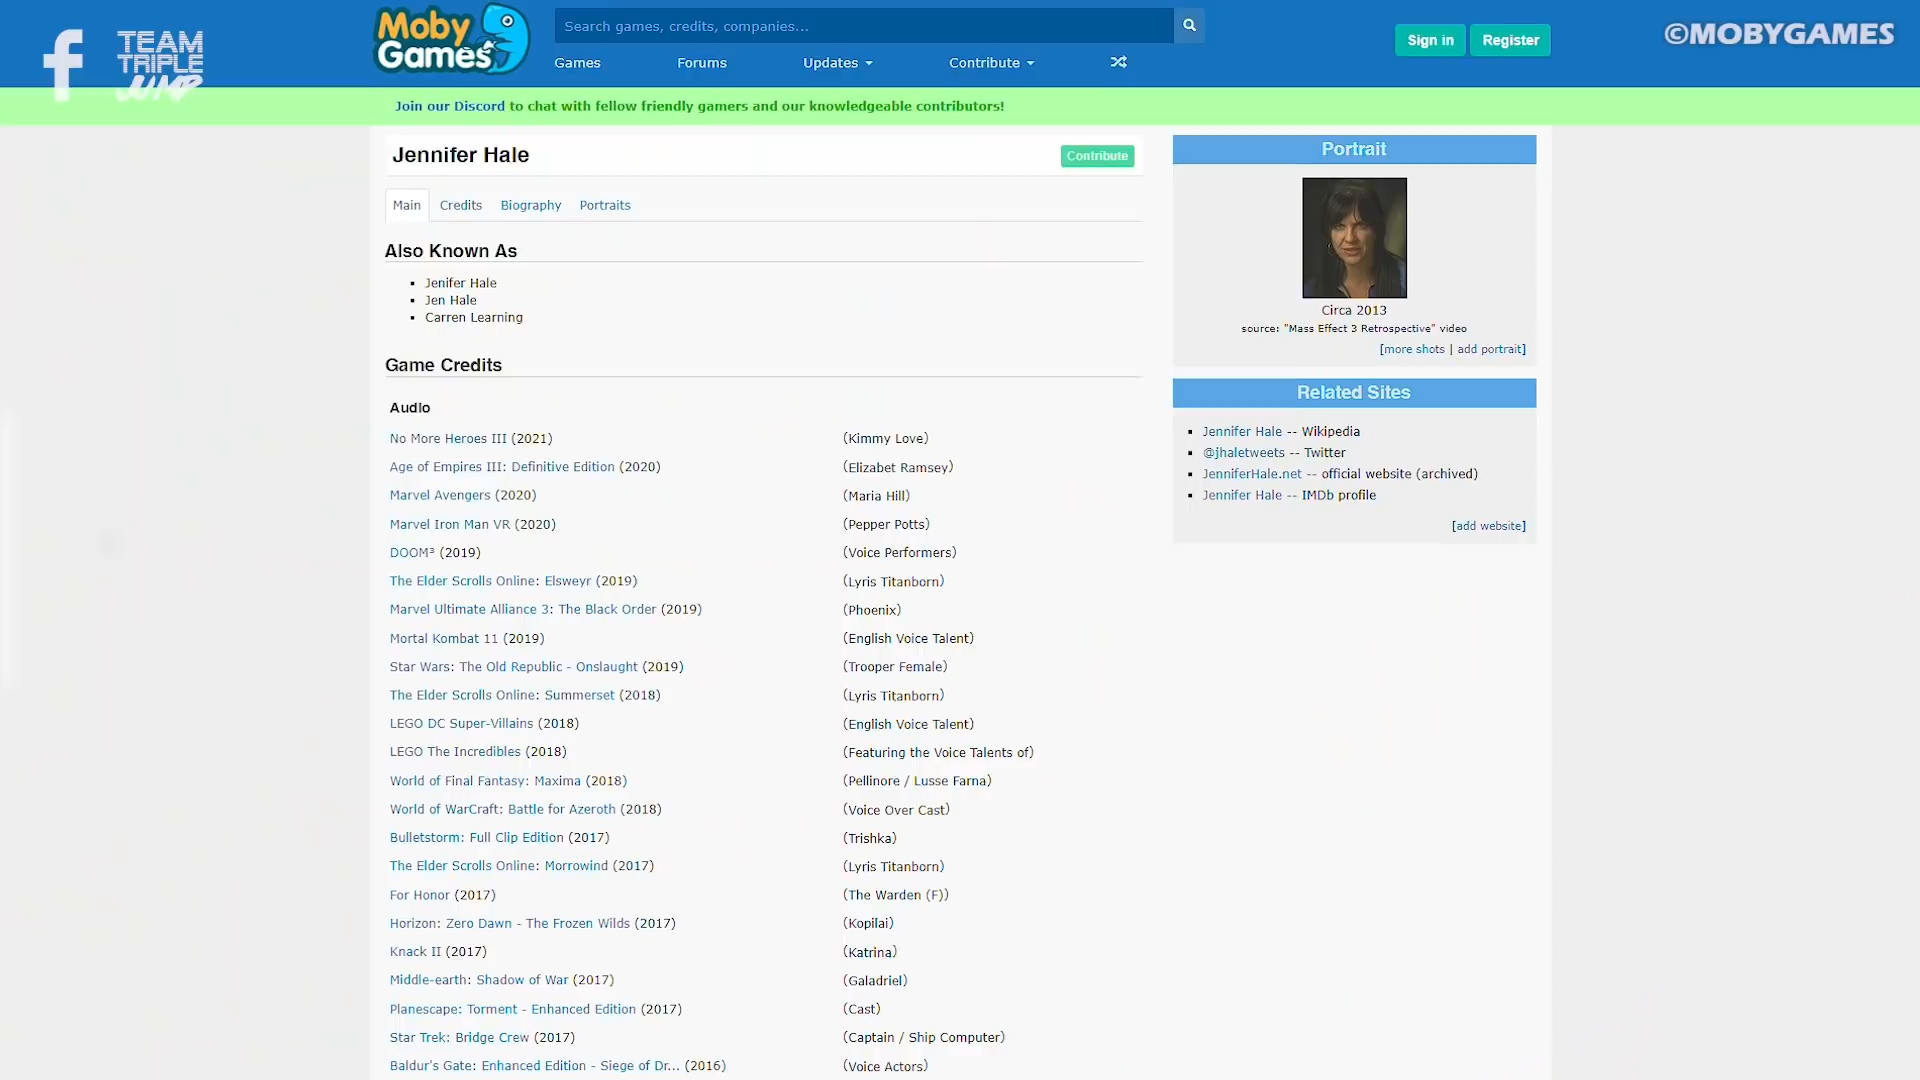 f TEAM TRIPLE JUMP
Moby Games
Search games, credits, companies...
Games Forums Updates Contribute
Sign in Register
©MOBYGAMES
Join our Discord to chat with fellow friendly gamers and our knowledgeable contributors!
Jennifer Hale
Contribute
Main Credits Biography Portraits
Also Known As
Jenifer Hale
Jen Hale
Carren Learning
Game Credits
Audio
No More Heroes III (2021) (Kimmy Love)
Age of Empires III: Definitive Edition (2020) (Elizabet Ramsey)
Marvel Avengers (2020) (Maria Hill)
Marvel Iron Man VR (2020) (Pepper Potts)
DOOM³ (2019) (Voice Performers)
The Elder Scrolls Online: Elsweyr (2019) (Lyris Titanborn)
Marvel Ultimate Alliance 3: The Black Order (2019) (Phoenix)
Mortal Kombat 11 (2019) (English Voice Talent)
Star Wars: The Old Republic - Onslaught (2019) (Trooper Female)
The Elder Scrolls Online: Summerset (2018) (Lyris Titanborn)
LEGO DC Super-Villains (2018) (English Voice Talent)
LEGO The Incredibles (2018) (Featuring the Voice Talents of)
World of Final Fantasy: Maxima (2018) (Pellinore / Lusse Farna)
World of WarCraft: Battle for Azeroth (2018) (Voice Over Cast)
Bulletstorm: Full Clip Edition (2017) (Trishka)
The Elder Scrolls Online: Morrowind (2017) (Lyris Titanborn)
For Honor (2017) (The Warden (F))
Horizon: Zero Dawn - The Frozen Wilds (2017) (Kopilai)
Knack II (2017) (Katrina)
Middle-earth: Shadow of War (2017) (Galadriel)
Planescape: Torment - Enhanced Edition (2017) (Cast)
Star Trek: Bridge Crew (2017) (Captain / Ship Computer)
Baldur's Gate: Enhanced Edition - Siege of Dr... (2016) (Voice Actors)
Portrait
Circa 2013
source: "Mass Effect 3 Retrospective" video
[more shots | add portrait]
Related Sites
Jennifer Hale -- Wikipedia
@jhaletweets -- Twitter
JenniferHale.net -- official website (archived)
Jennifer Hale -- IMDb profile
[add website]